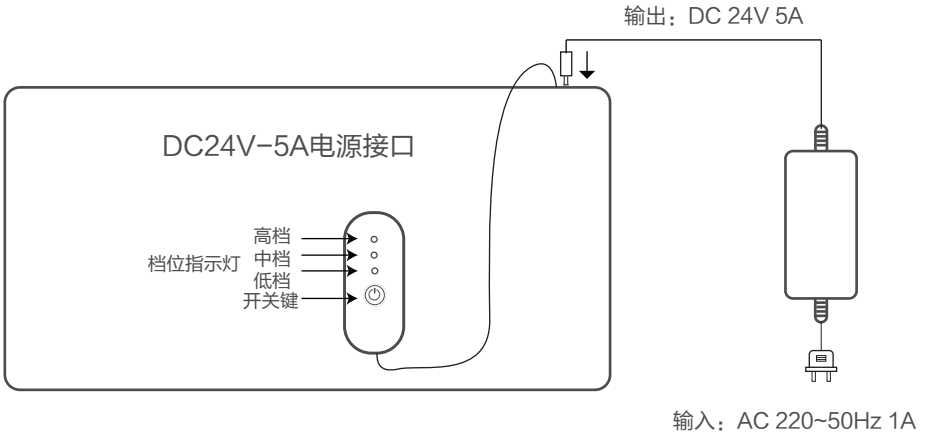 输出：DC 24V 5A
DC24V-5A电源接口
高档
档位指示灯 中档
低档
开关键
输入：AC 220~50Hz 1A